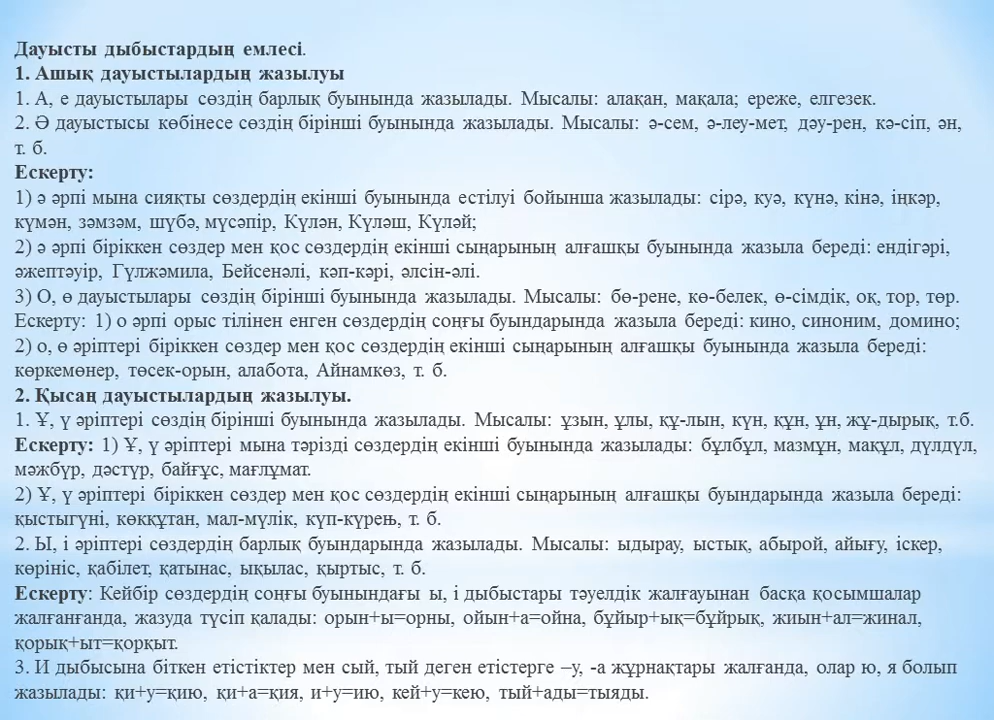 Дауысты дыбыстардың емлесі.
1. Ашық дауыстылардың жазылуы
1. А, е дауыстылары сөздің барлық буынында жазылады. Мысалы: алақан, мақала; ереже, елгезек.
2. Ә дауыстысы көбінесе сөздің бірінші буынында жазылады. Мысалы: ә-сем, ә-леу-мет, дәу-рен, кә-сіп, ән,
т. б.
Ескерту:
1) ә әрпі мына сияқты сөздердің екінші буынында естілуі бойынша жазылады: сірә, куә, күнә, кінә, іңкәр,
күмән, зәмзәм, шүбә, мүсәпір, Күлән, Күләш, Күләй;
2) ә әрпі біріккен сөздер мен қос сөздердің екінші сыңарының алғашқы буынында жазыла береді: ендігәрі,
әжептәуір, Гүлжәмила, Бейсенәлі, кәп-кәрі, әлсін-әлі.
3) О, ө дауыстылары сөздің бірінші буынында жазылады. Мысалы: бө-рене, кө-белек, ө-сімдік, оқ, тор, төр.
Ескерту: 1) о әрпі орыс тілінен енген сөздердің соңғы буындарында жазыла береді: кино, синоним, домино;
2) о, ө әріптері біріккен сөздер мен қос сөздердің екінші сыңарының алғашқы буынында жазыла береді:
көркемөнер, төсек-орын, алабота, Айнамкөз, т. б.
2. Қысаң дауыстылардың жазылуы.
1. Ұ, ү әріптері сөздің бірінші буынында жазылады. Мысалы: ұзын, ұлы, құ-лын, күн, құн, ұн, жұ-дырық, т.б.
Ескерту: 1) Ұ, ү әріптері мына тәрізді сөздердің екінші буынында жазылады: бұлбұл, мазмұн, мақұл, дүлдүл,
мәжбүр, дәстүр, байғұс, мағлұмат.
2) Ұ, ү әріптері біріккен сөздер мен қос сөздердің екінші сыңарының алғашқы буындарында жазыла береді:
қыстыгүні, көкқұтан, мал-мүлік, күп-күрең, т. б.
2. Ы, і әріптері сөздердің барлық буындарында жазылады. Мысалы: ыдырау, ыстық, абырой, айығу, іскер,
көрініс, қабілет, қатынас, ықылас, қыртыс, т. б.
Ескерту: Кейбір сөздердің соңғы буынындағы ы, і дыбыстары тәуелдік жалғауынан басқа қосымшалар
жалғанғанда, жазуда түсіп қалады: орын+ы=орны, ойын+а=ойна, бұйыр+ық=бұйрық, жиын+ал=жинал,
қорық+ыт=қорқыт.
3. И дыбысына біткен етістіктер мен сый, тый деген етістерге –у, -а жұрнақтары жалғанда, олар ю, я болып
жазылады: қи+у=қию, қи+а=қия, и+у=ию, кей+у=кею, тый+ады=тыяды.